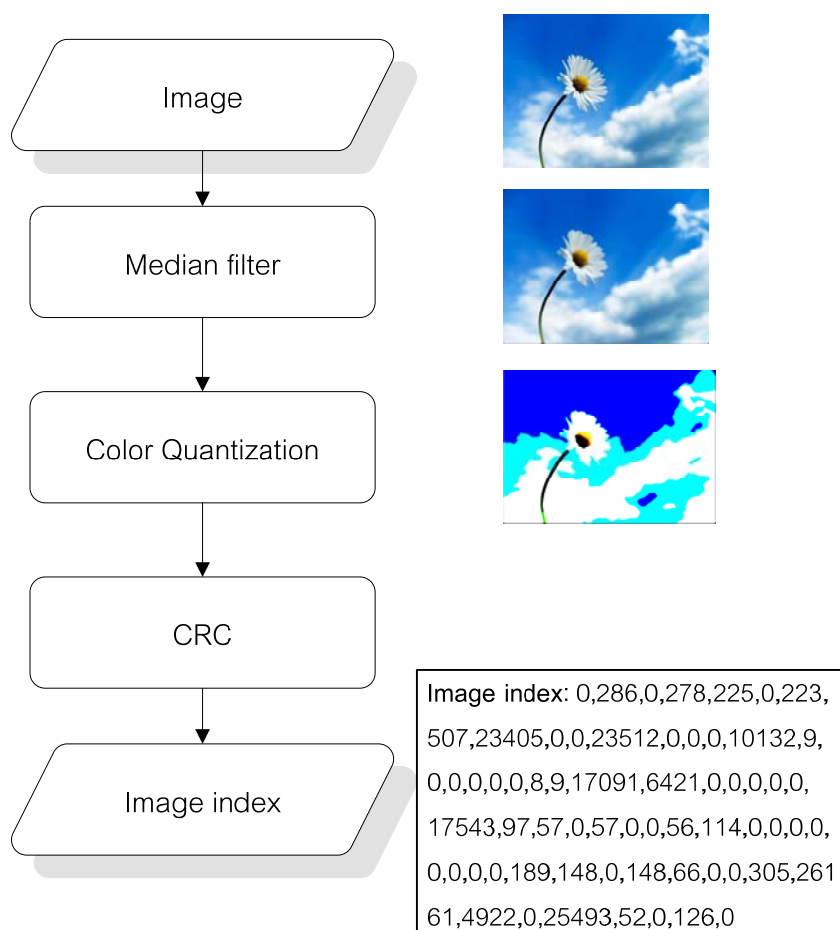 Image
Median filter
Color Quantization
CRC
Image index
Image index: 0,286,0,278,225,0,223,
507,23405,0,0,23512,0,0,0,10132,9,
0,0,0,0,0,8,9,17091,6421,0,0,0,0,0,
17543,97,57,0,57,0,0,56,114,0,0,0,0,
0,0,0,0,189,148,0,148,66,0,0,305,261
61,4922,0,25493,52,0,126,0